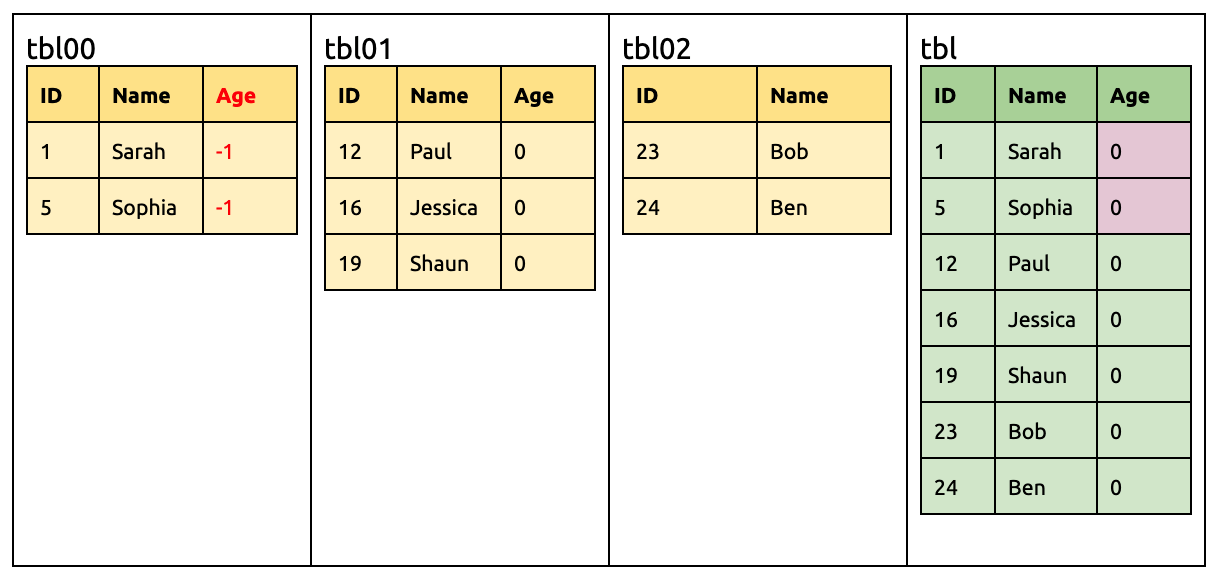 tbl00
ID Name Age
1 Sarah -1
5 Sophia -1
tbl01
ID Name Age
12 Paul 0
16 Jessica 0
19 Shaun 0
tbl02
ID Name
23 Bob
24 Ben
tbl
ID Name Age
1 Sarah 0
5 Sophia 0
12 Paul 0
16 Jessica 0
19 Shaun 0
23 Bob 0
24 Ben 0